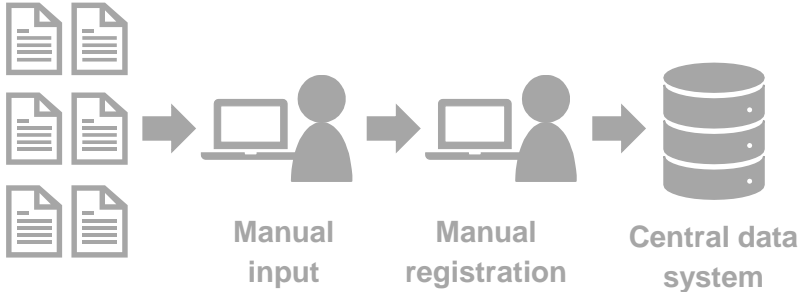 Manual
input
Manual
registration
Central data
system